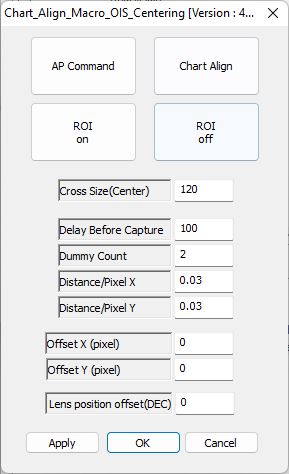 Chart_Align_Macro_OIS_Centering [Version : 4...
AP Command
Chart Align
ROI
on
ROI
off
Cross Size(Center) 120
Delay Before Capture 100
Dummy Count 2
Distance/Pixel X 0.03
Distance/Pixel Y 0.03
Offset X (pixel) 0
Offset Y (pixel) 0
Lens position offset(DEC) 0
Apply OK Cancel